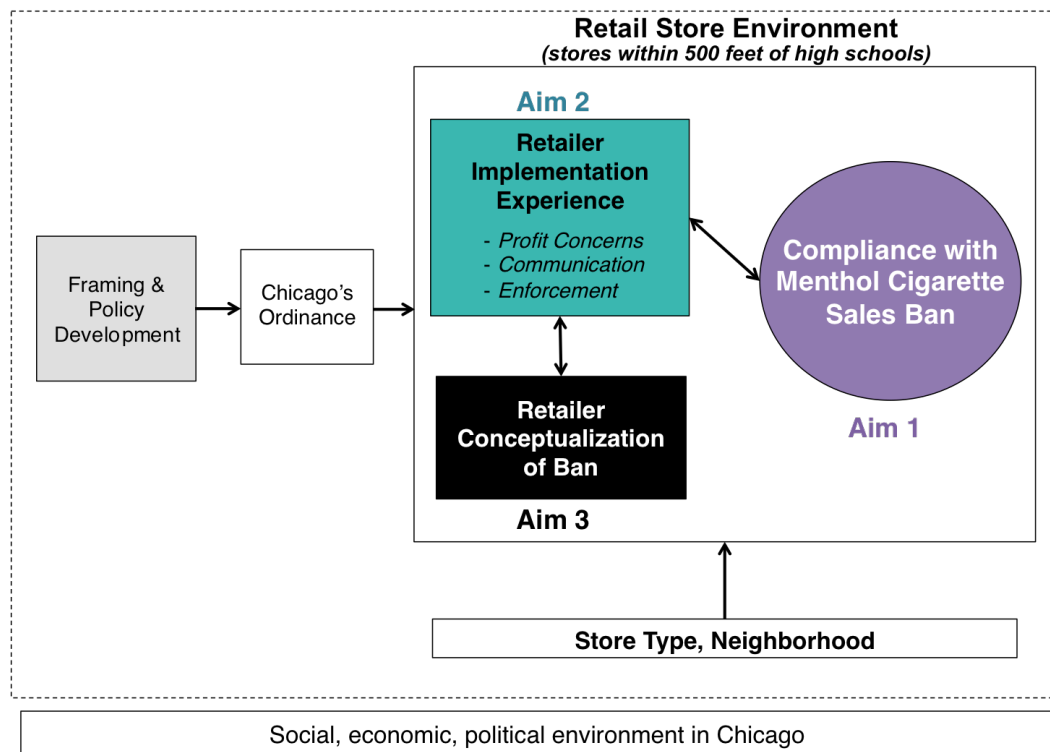 Retail Store Environment
(stores within 500 feet of high schools)
Aim 2
Retailer
Implementation
Experience
- Profit Concerns
- Communication
- Enforcement
Compliance with
Menthol Cigarette
Sales Ban
Aim 1
Framing &
Policy
Development
Chicago's
Ordinance
Retailer
Conceptualization
of Ban
Aim 3
Store Type, Neighborhood
Social, economic, political environment in Chicago